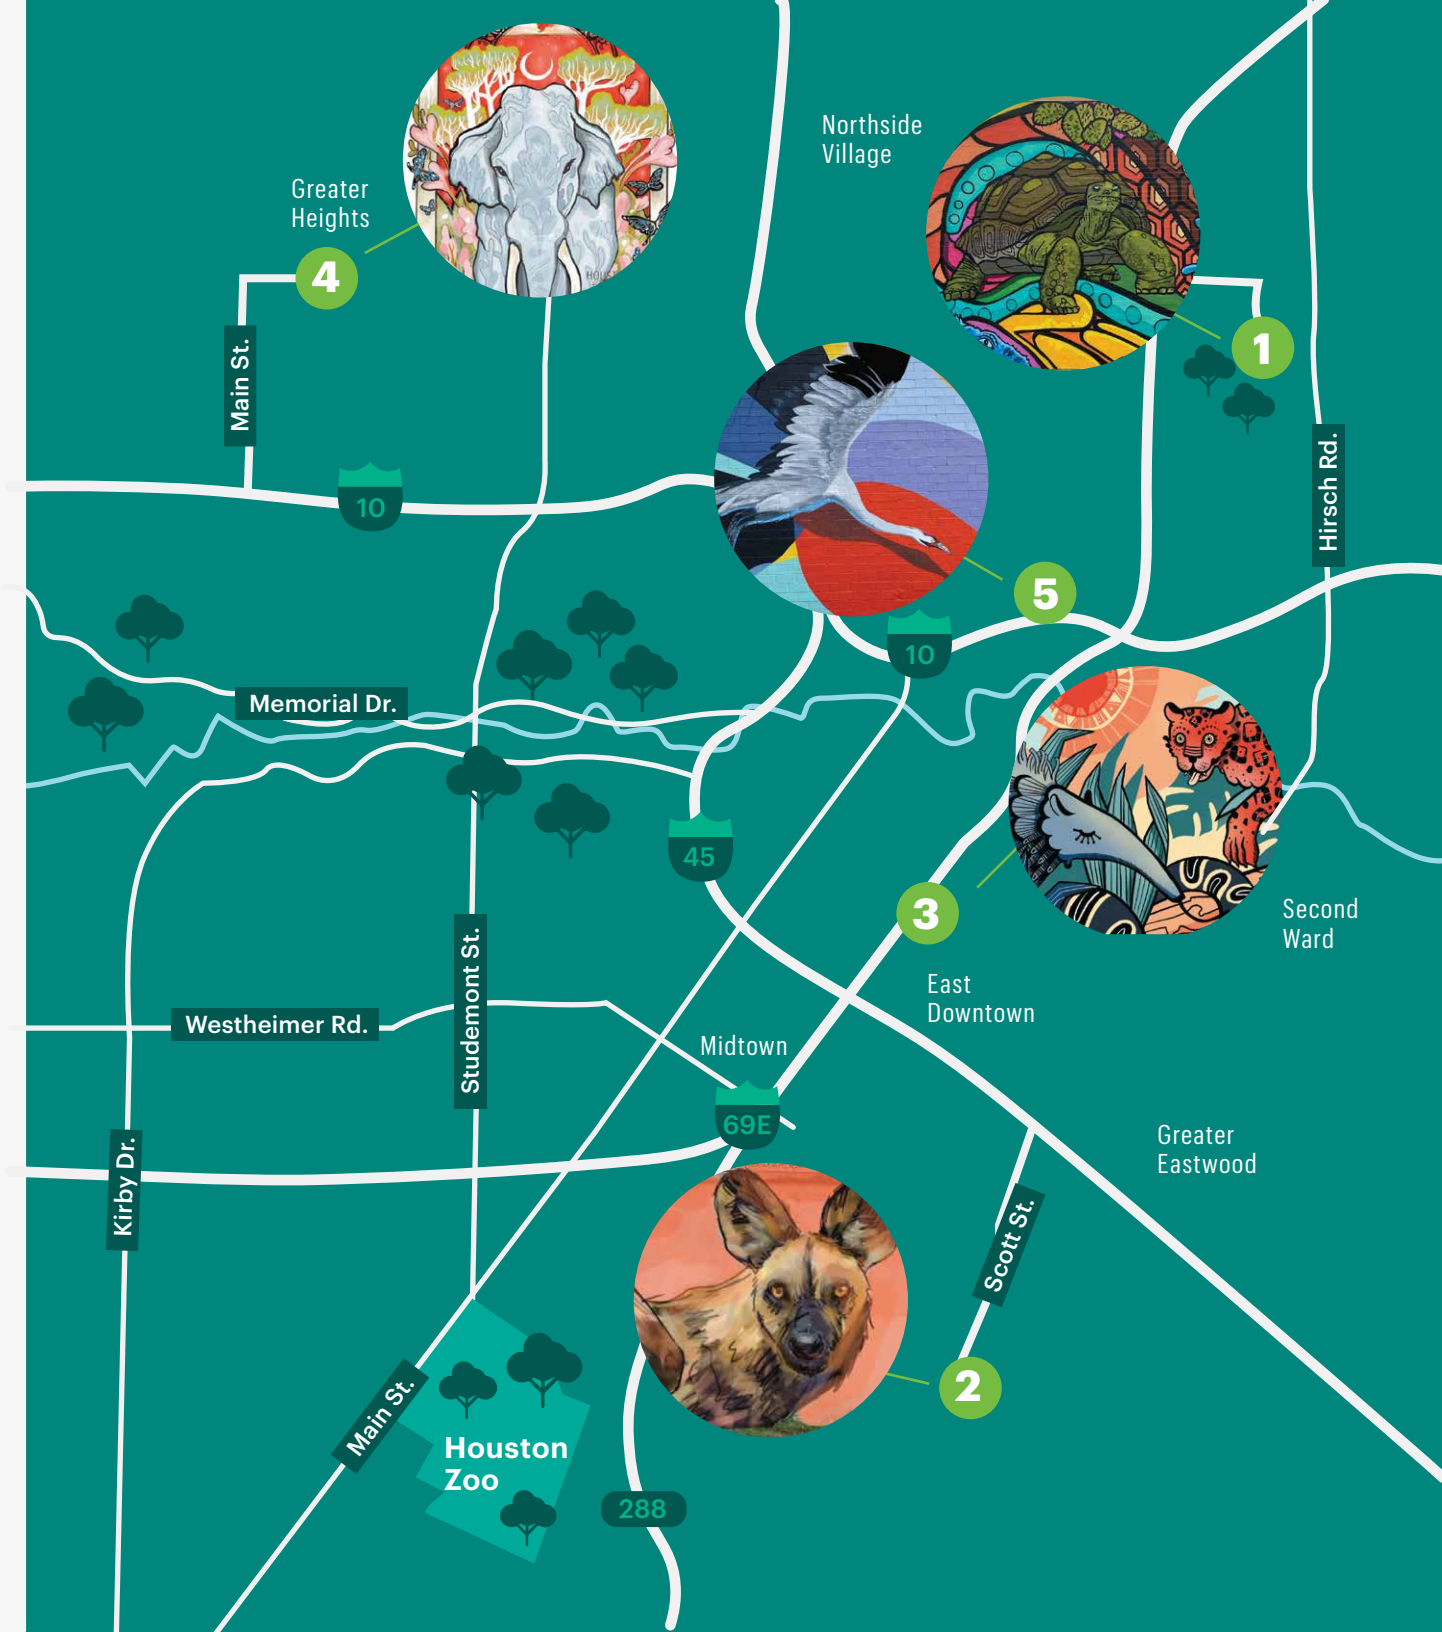 Northside
Village
Greater
Heights
4
HOUS
1
Main St.
Hirsch Rd.
10
5
10
Memorial Dr.
45
3
Second
Ward
Studemont St.
East
Downtown
Westheimer Rd.
Midtown
69E
Greater
Eastwood
Kirby Dr.
Scott St.
2
Main St.
Houston
Zoo
288